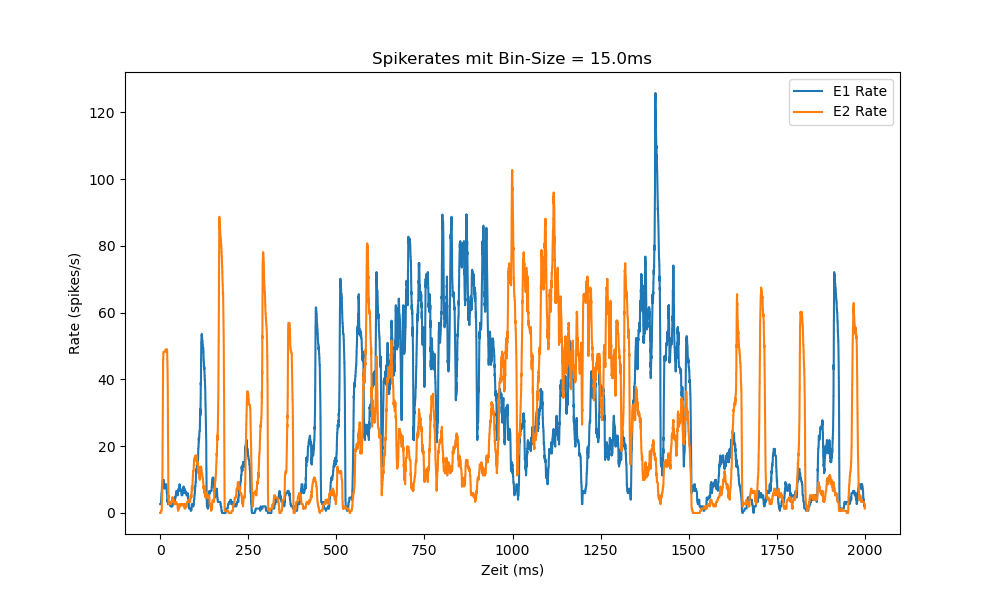 Spikerates mit Bin-Size = 15.0ms
E1 Rate
E2 Rate
Rate (spikes/s)
120
100
80
60
40
20
0
0 250 500 750 1000 1250 1500 1750 2000
Zeit (ms)